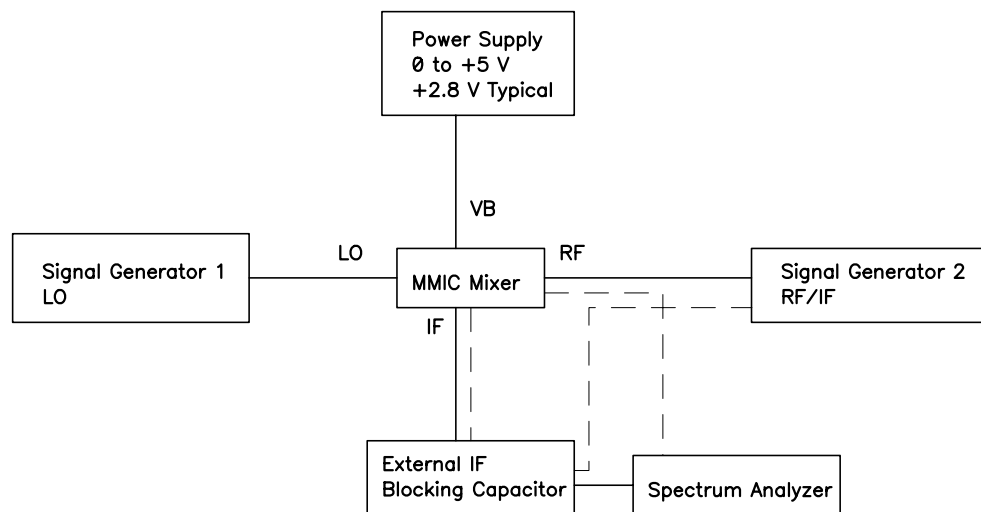 Power Supply
0 to +5 V
+2.8 V Typical
VB
LO
RF
Signal Generator 1
LO
MMIC Mixer
Signal Generator 2
RF/IF
IF
External IF
Blocking Capacitor
Spectrum Analyzer